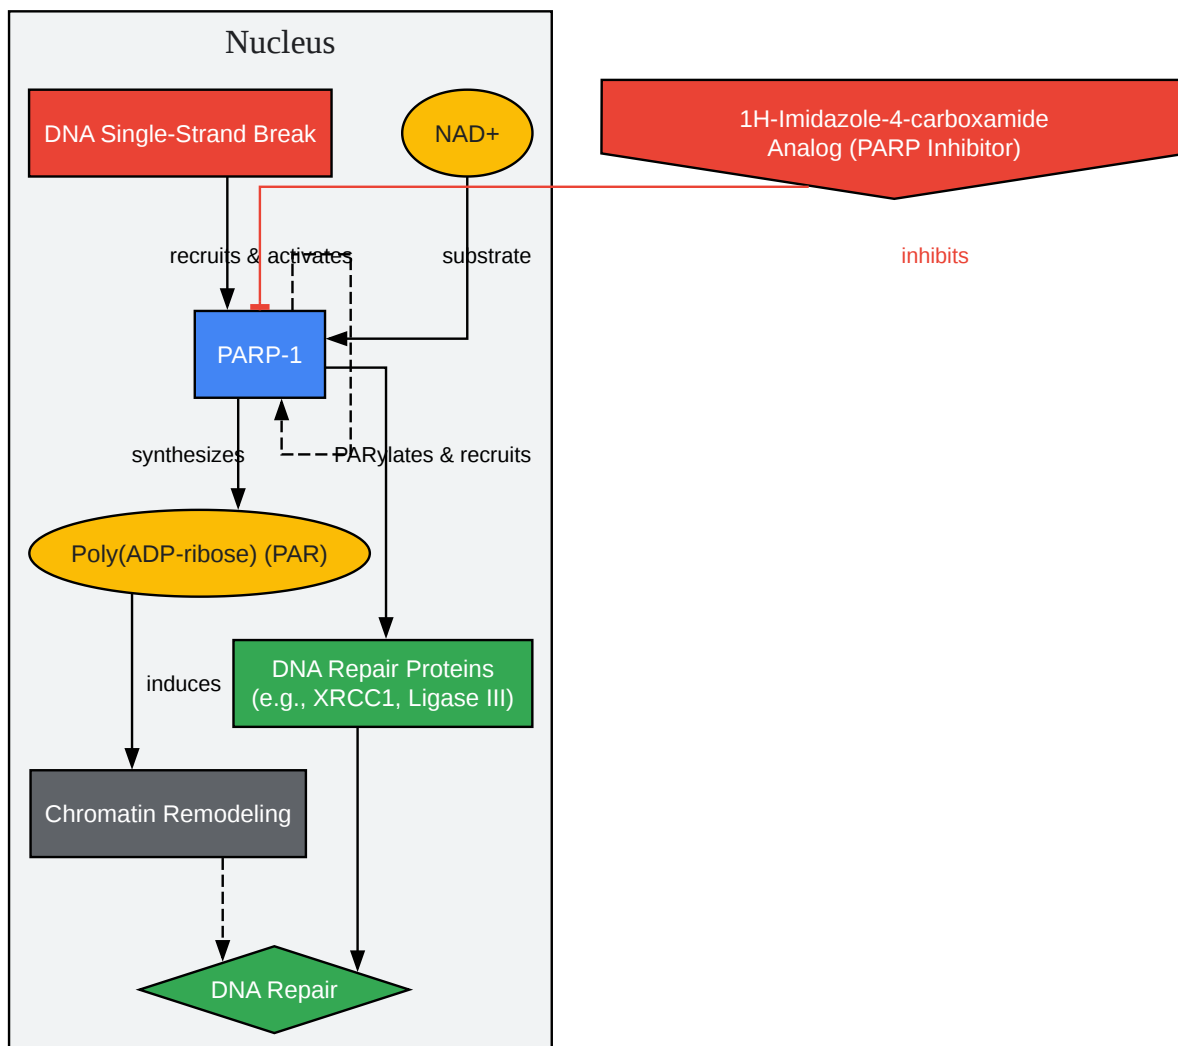 Nucleus
DNA Single-Strand Break
NAD+
1H-Imidazole-4-carboxamide
Analog (PARP Inhibitor)
recruits & activates
substrate
inhibits
PARP-1
synthesizes
PARylates & recruits
Poly(ADP-ribose) (PAR)
DNA Repair Proteins
(e.g., XRCC1, Ligase III)
induces
Chromatin Remodeling
DNA Repair